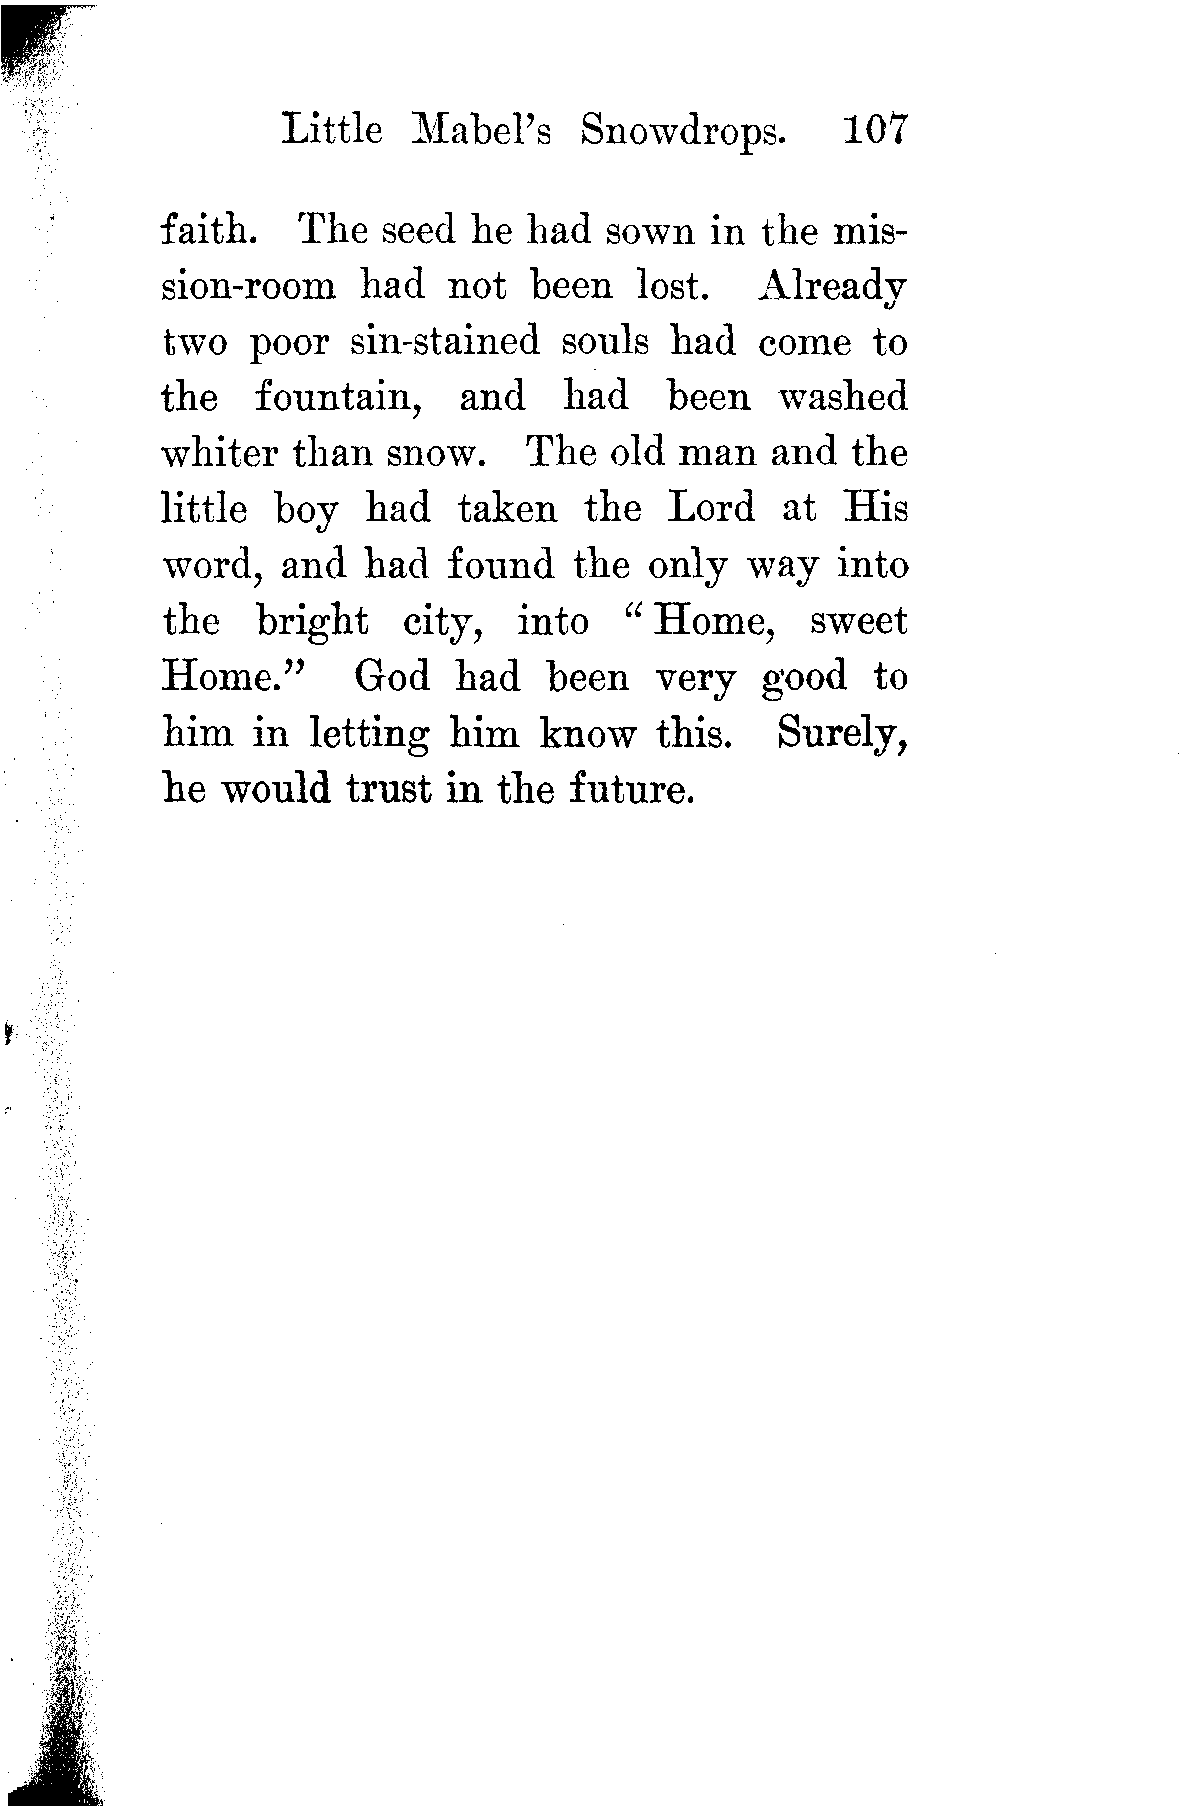 Little Mabel's Snowdrops. 107
faith. The seed he had sown in the mis-
sion-room had not been lost. Already
two poor sin-stained souls had come to
the fountain, and had been washed
whiter than snow. The old man and the
little boy had taken the Lord at His
word, and had found the only way into
the bright city, into “Home, sweet
Home.” God had been very good to
him in letting him know this. Surely,
he would trust in the future.